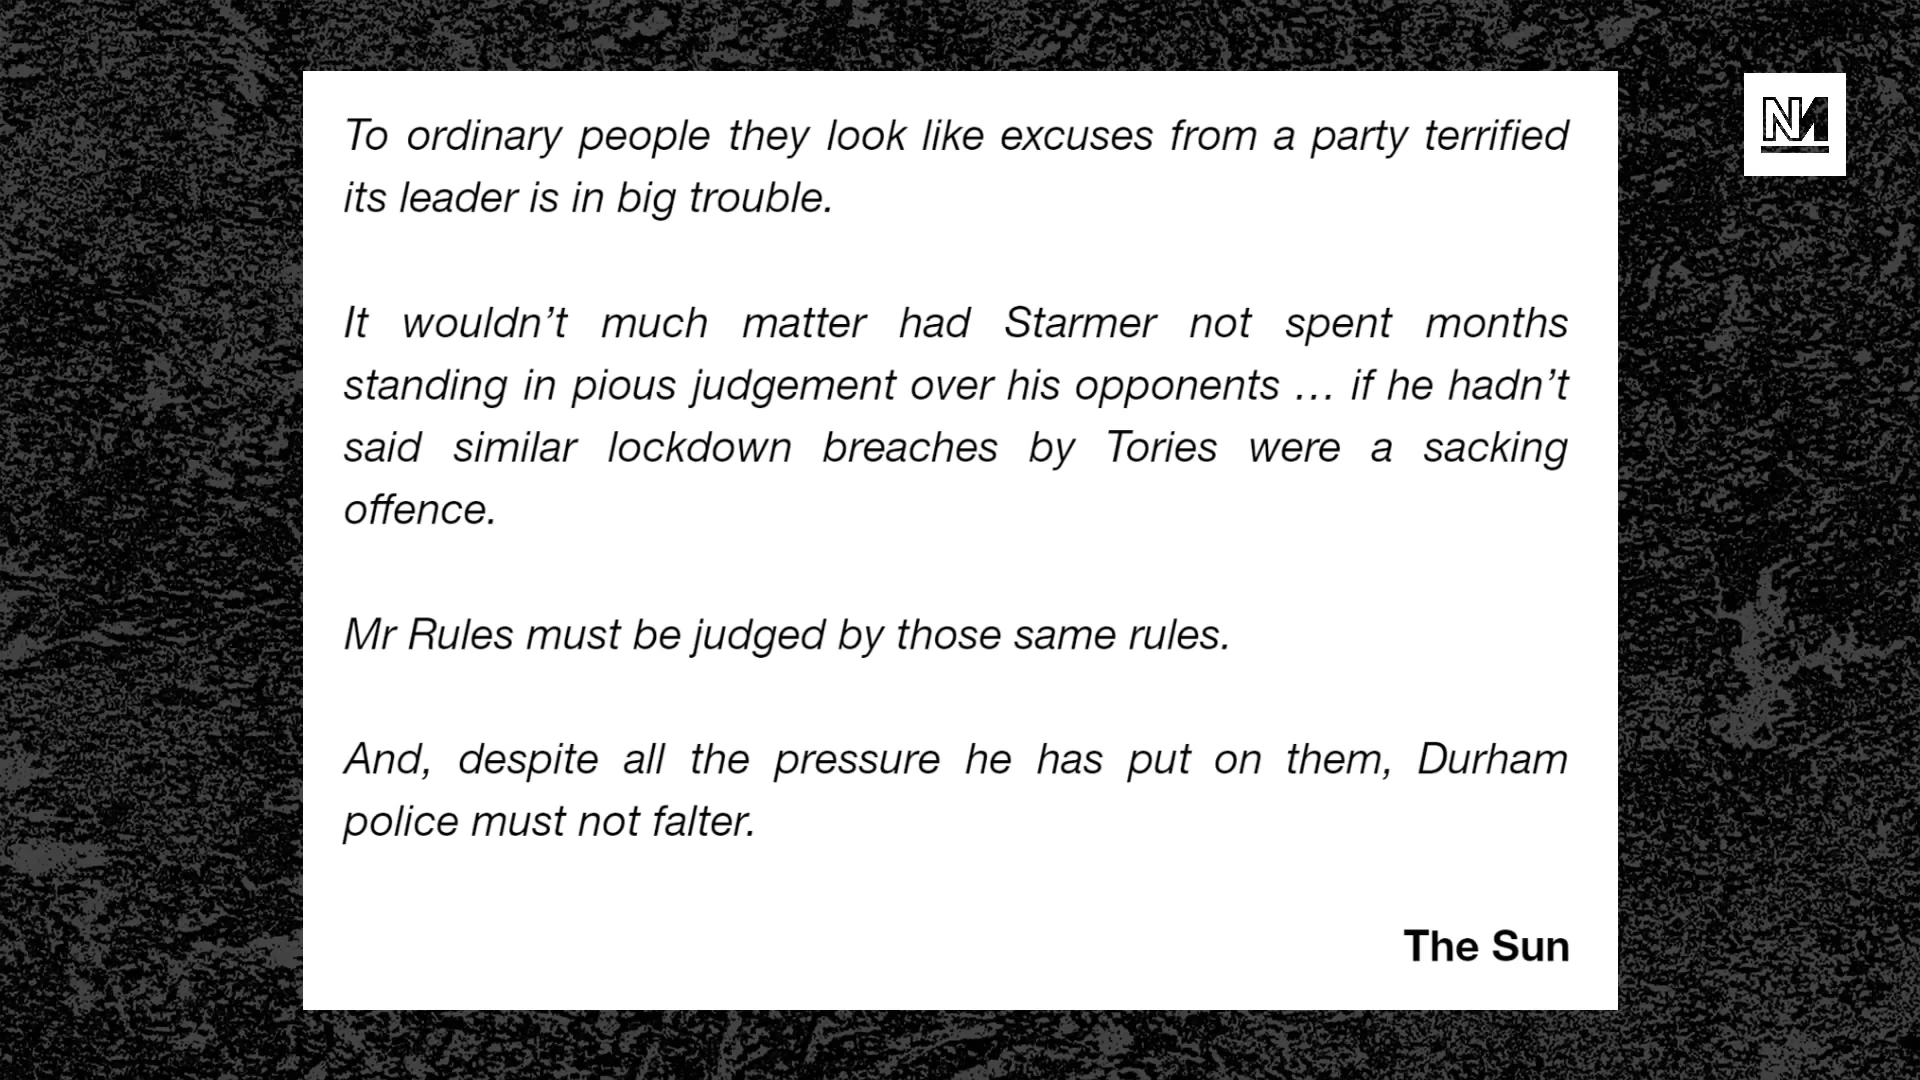 To ordinary people they look like excuses from a party terrified
its leader is in big trouble.
It wouldn’t much matter had Starmer not spent months
standing in pious judgement over his opponents … if he hadn’t
said similar lockdown breaches by Tories were a sacking
offence.
Mr Rules must be judged by those same rules.
And, despite all the pressure he has put on them, Durham
police must not falter.
The Sun
NM